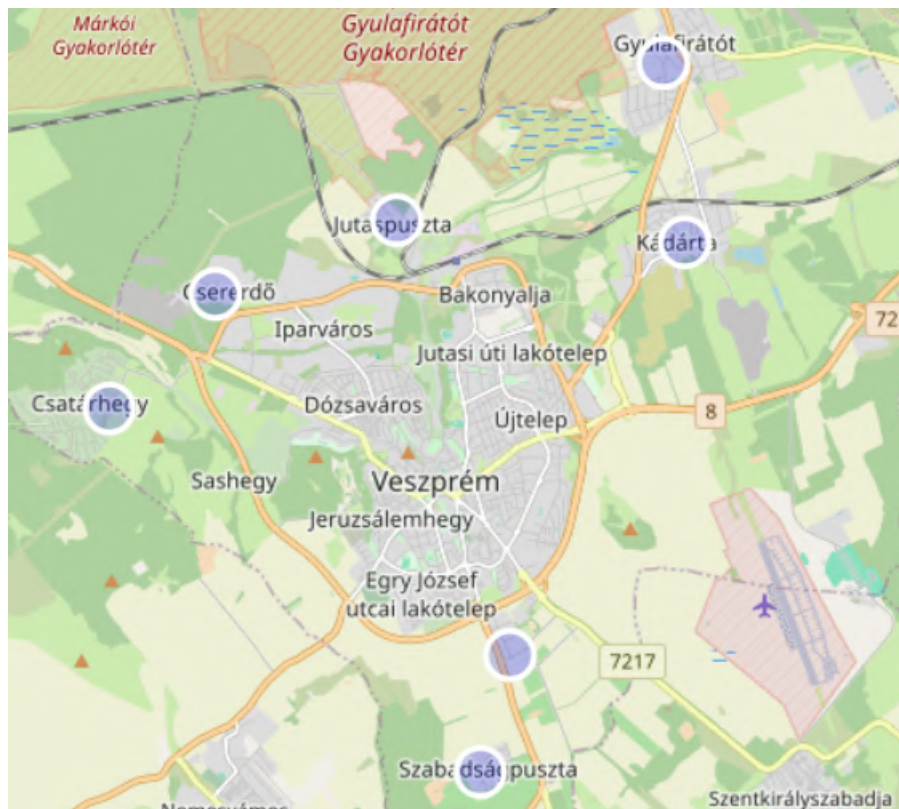 Márkói
Gyakorlótér
Gyulafirátót
Gyakorlótér
Gyulafirátót
Jutaspuszta
Kádárta
Csererdő
Bakonyalja
Iparváros
72
Jutasi úti lakótelep
Csatárhegy
Dózsaváros
Újtelep
8
Sashegy
Veszprém
Jeruzsálemhegy
Egry József
utcai lakótelep
7217
Szabadságpuszta
Szentkirályszabadja
Nemesvámos